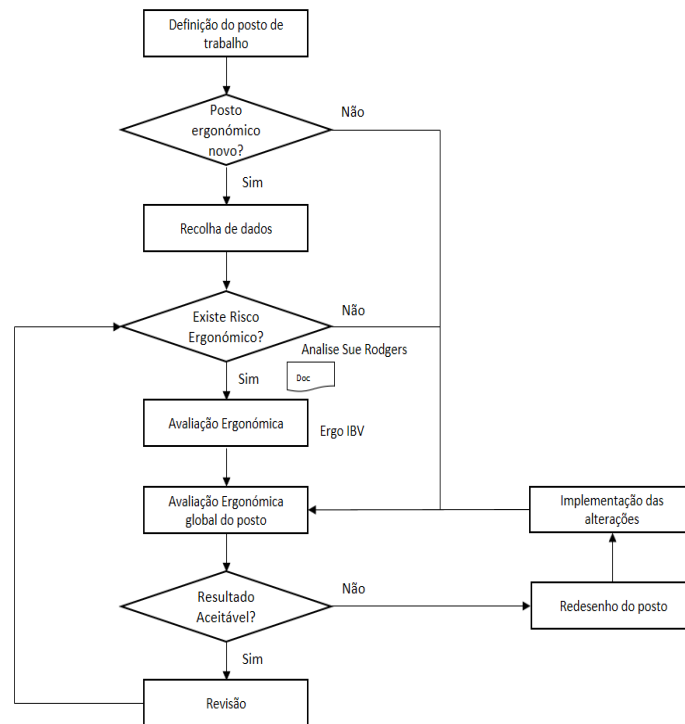 Definição do posto de
trabalho
Posto
ergonómico
novo?
Não
Sim
Recolha de dados
Existe Risco
Ergonómico?
Não
Analise Sue Rodgers
Sim
Doc
Avaliação Ergonómica
Ergo IBV
Avaliação Ergonómica
global do posto
Implementação das
alterações
Resultado
Aceitável?
Não
Redesenho do posto
Sim
Revisão